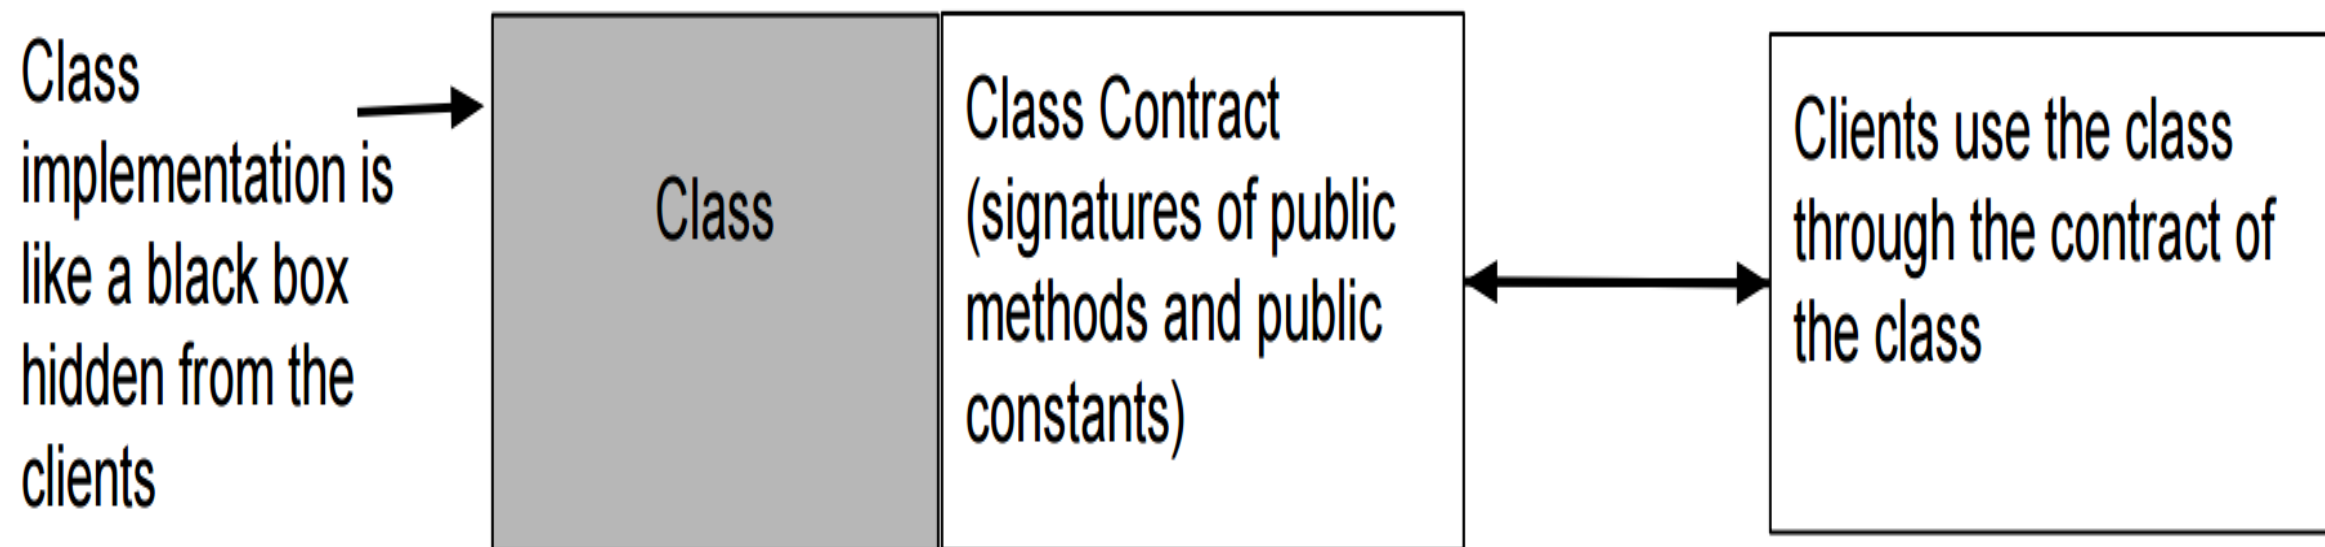 Class
implementation is
like a black box
hidden from the
clients
Class
Class Contract
(signatures of public
methods and public
constants)
Clients use the class
through the contract of
the class